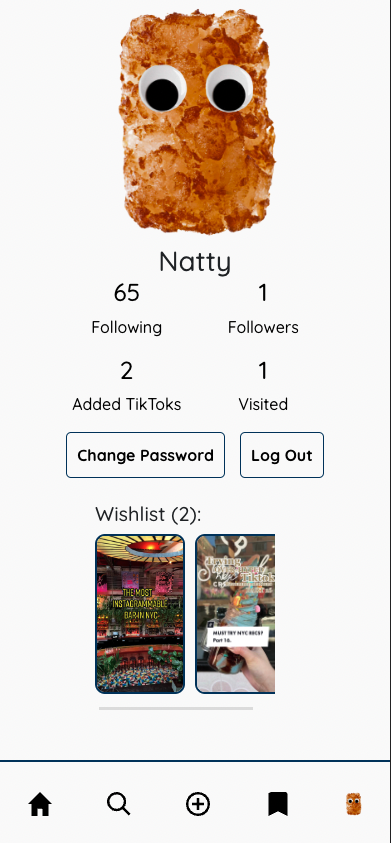 Natty
65 1
Following Followers
2 1
Added TikToks Visited
Change Password Log Out
Wishlist (2):
THE MOST
INSTAGRAMMABLE
BAR IN NYC
MUST TRY NYC RECS?
Part 16.